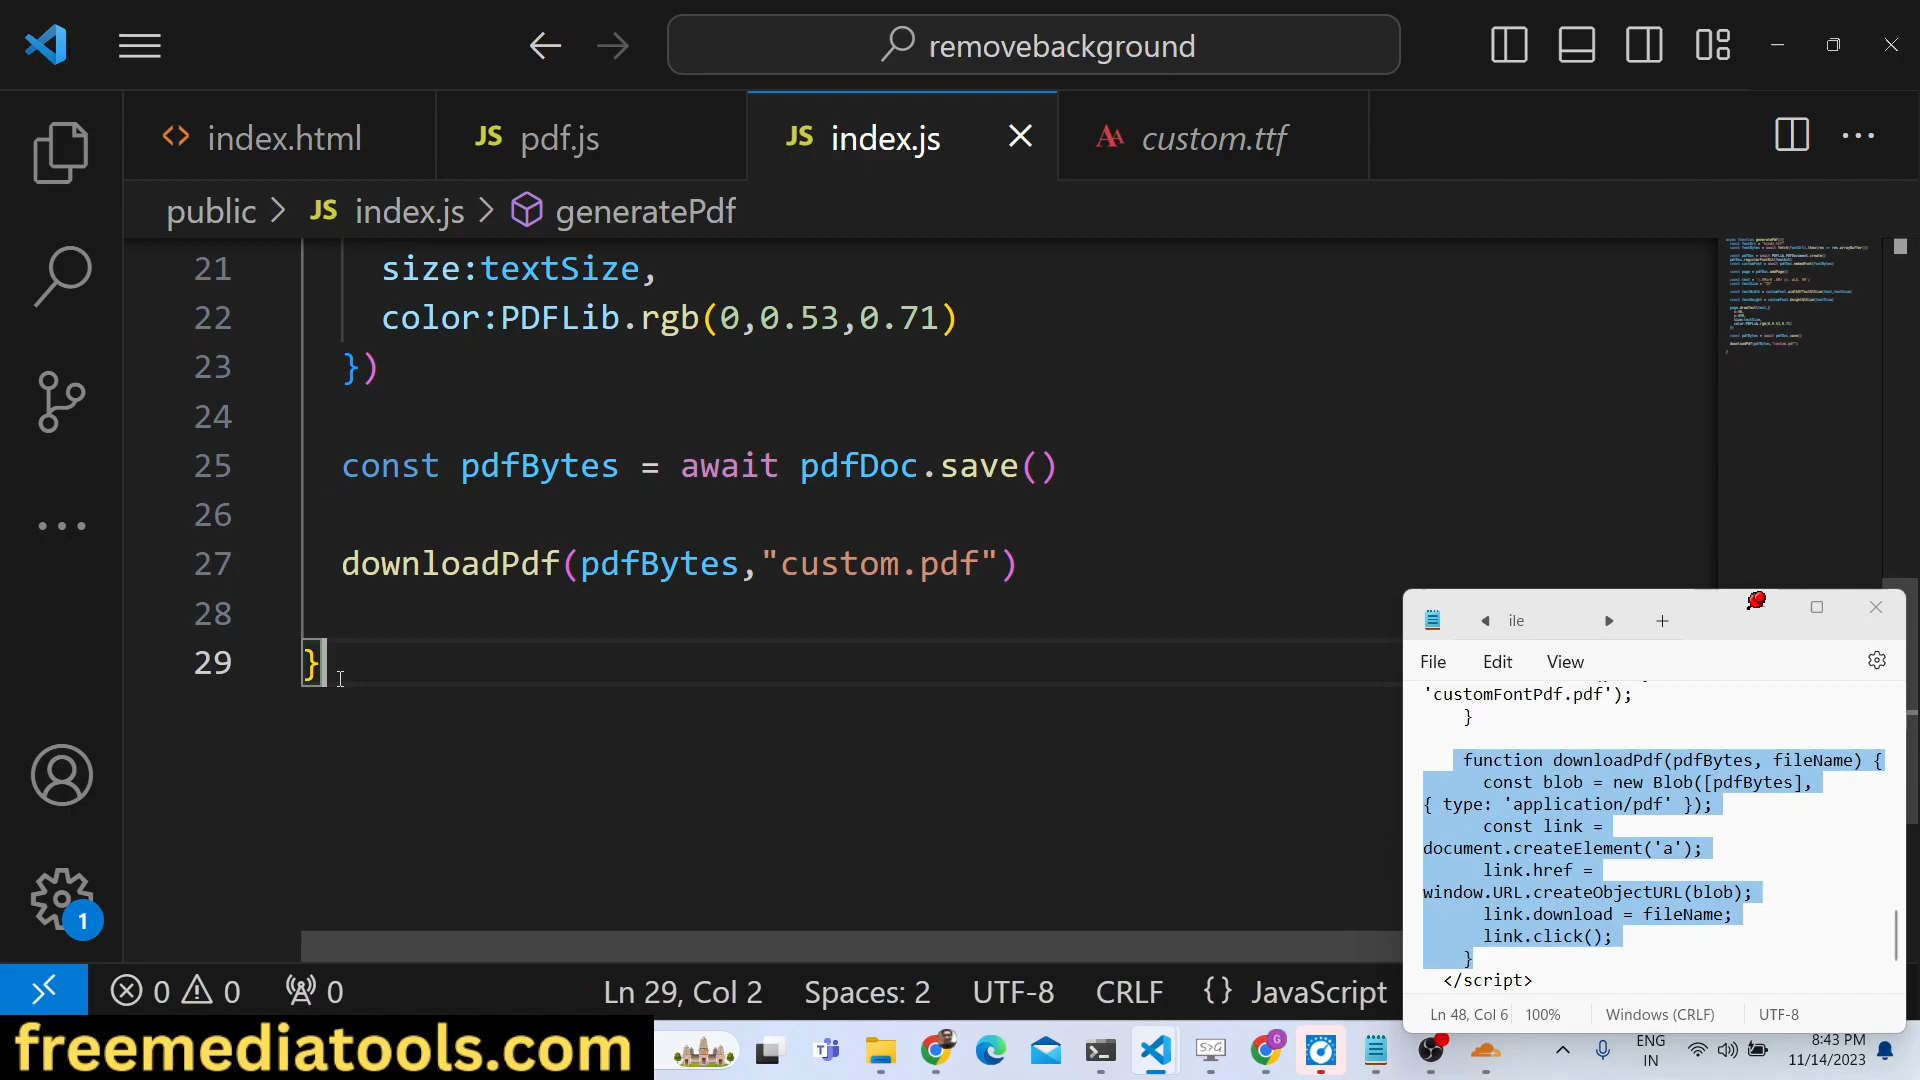 removebackground
index.html
JS pdf.js
JS index.js
custom.ttf
public > JS index.js > generatePdf
21 size:textSize,
22 color:PDFLib.rgb(0,0.53,0.71)
23 })
24
25 const pdfBytes = await pdfDoc.save()
26
27 downloadPdf(pdfBytes,"custom.pdf")
28
29 }
ile
File Edit View
'customFontPdf.pdf');
}
function downloadPdf(pdfBytes, fileName) {
const blob = new Blob([pdfBytes],
{ type: 'application/pdf' });
const link =
document.createElement('a');
link.href =
window.URL.createObjectURL(blob);
link.download = fileName;
link.click();
}
</script>
Ln 48, Col 6 100% Windows (CRLF) UTF-8
1
0 0 0 Ln 29, Col 2 Spaces: 2 UTF-8 CRLF {} JavaScript
freemediatools.com
ENG
IN
8:43 PM
11/14/2023